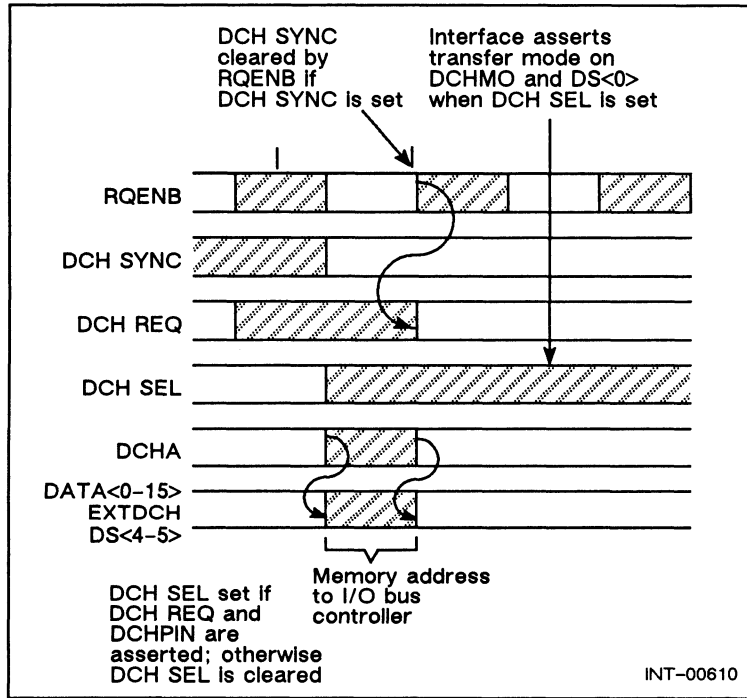 DCH SYNC
cleared by
RQENB if
DCH SYNC is set
Interface asserts
transfer mode on
DCHMO and DS<0>
when DCH SEL is set
RQENB
DCH SYNC
DCH REQ
DCH SEL
DCHA
DATA<0-15>
EXTDCH
DS<4-5>
DCH SEL set if
DCH REQ and
DCHPIN are
asserted; otherwise
DCH SEL is cleared
Memory address
to I/O bus
controller
INT-00610